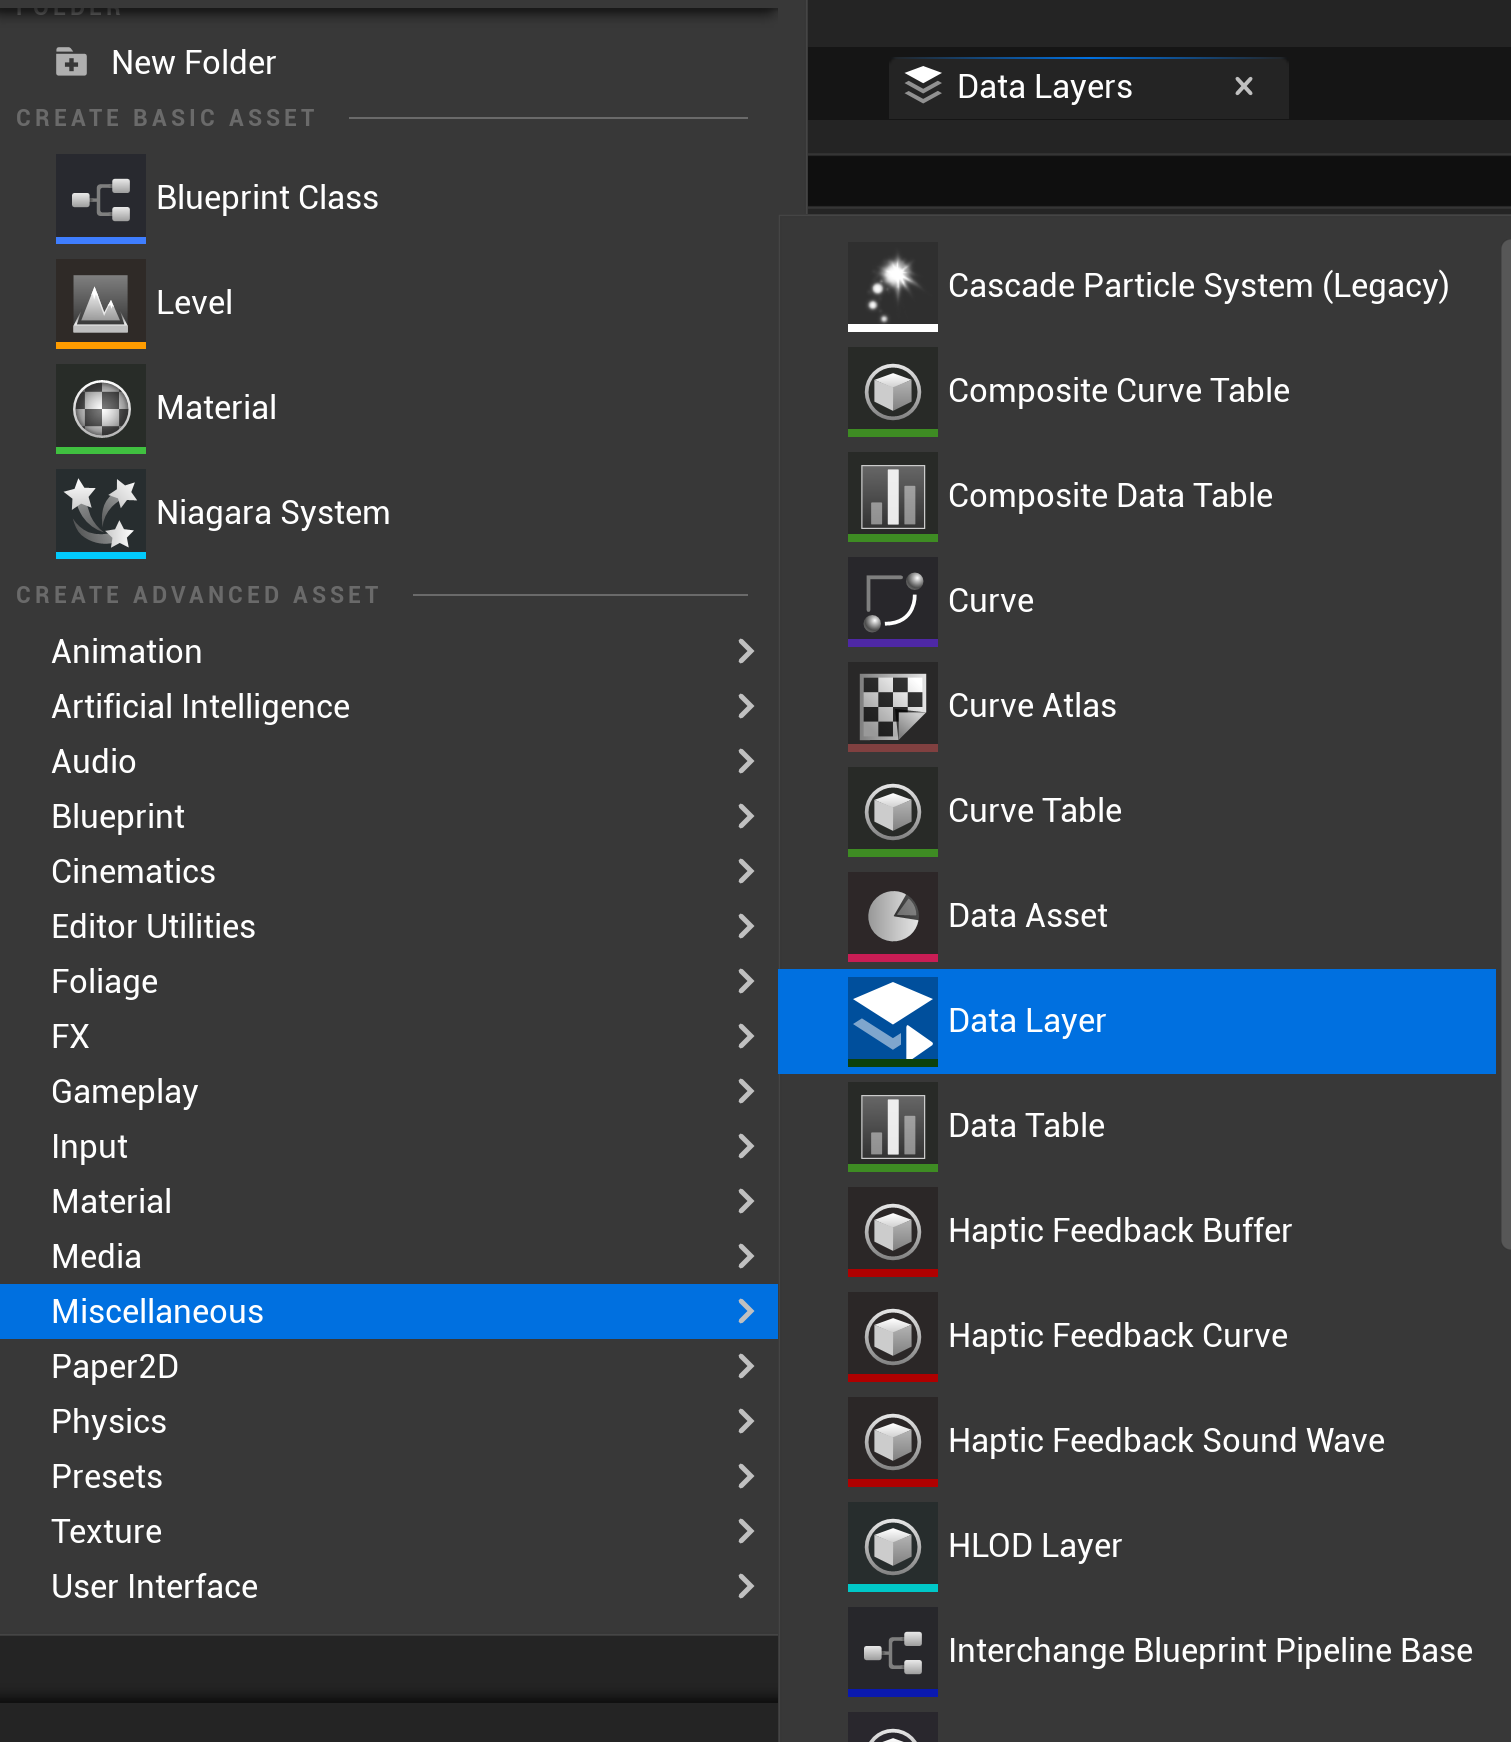 FOLDER
New Folder
CREATE BASIC ASSET
Blueprint Class
Level
Material
Niagara System
CREATE ADVANCED ASSET
Animation
Artificial Intelligence
Audio
Blueprint
Cinematics
Editor Utilities
Foliage
FX
Gameplay
Input
Material
Media
Miscellaneous
Paper2D
Physics
Presets
Texture
User Interface
Data Layers
Cascade Particle System (Legacy)
Composite Curve Table
Composite Data Table
Curve
Curve Atlas
Curve Table
Data Asset
Data Layer
Data Table
Haptic Feedback Buffer
Haptic Feedback Curve
Haptic Feedback Sound Wave
HLOD Layer
Interchange Blueprint Pipeline Base